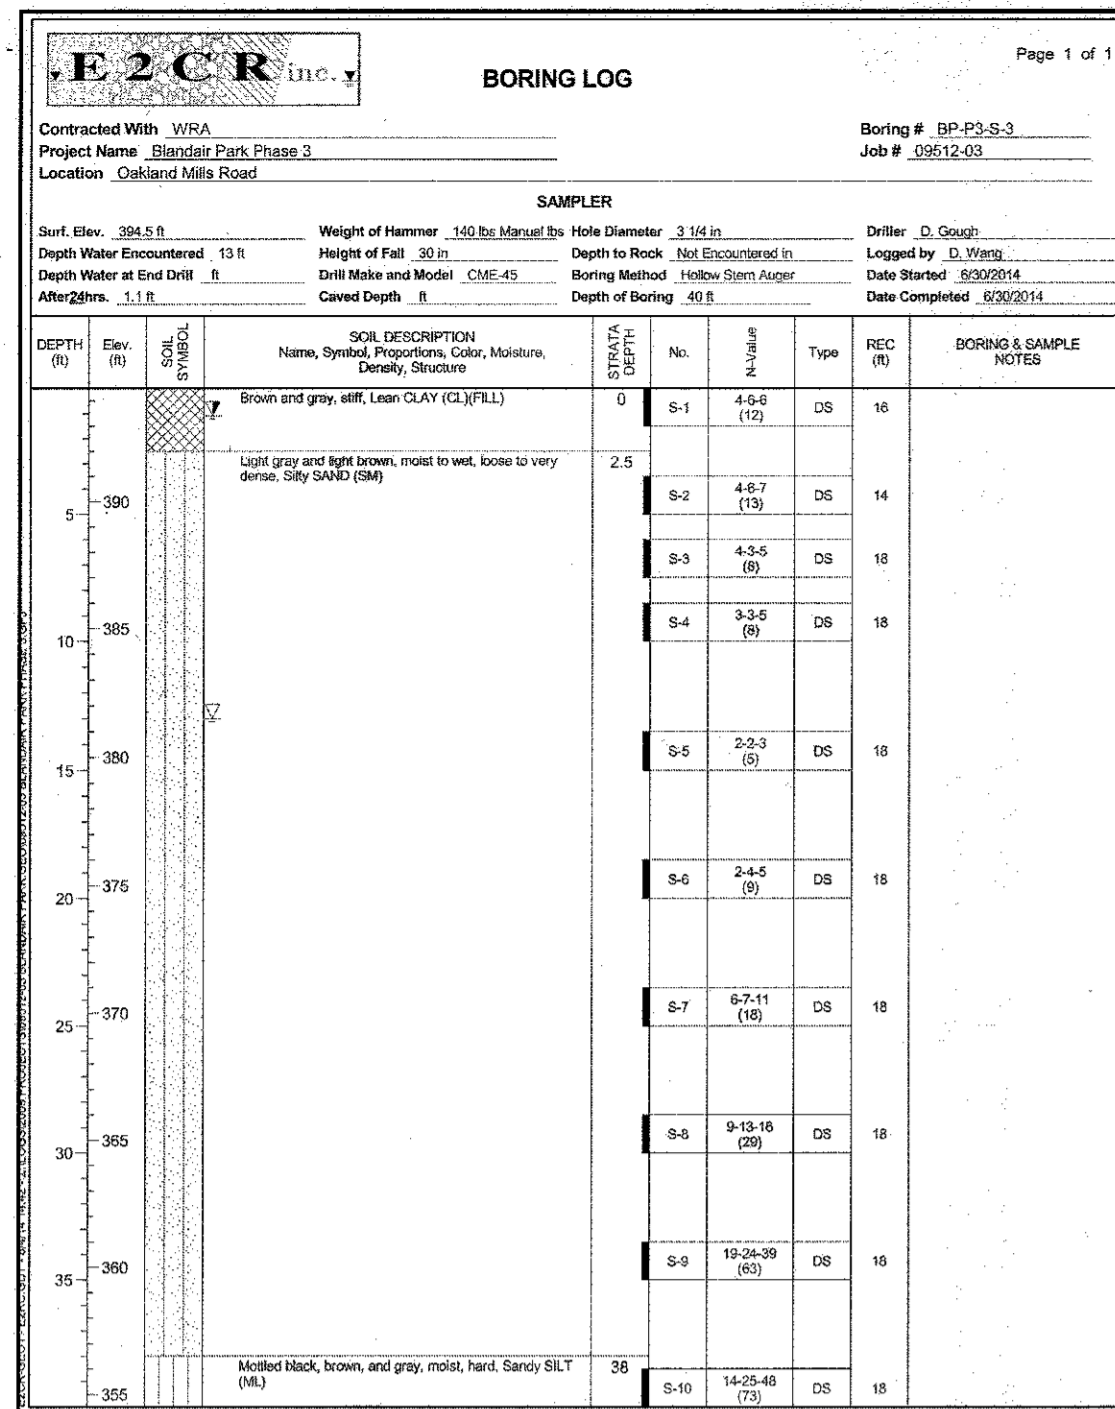 E2CR inc.
Page 1 of 1
BORING LOG
Contracted With WRA
Boring # BP-P3-S-3
Project Name Blandair Park Phase 3
Job # 09512-03
Location Oakland Mills Road
SAMPLER
Surf. Elev. 394.5 ft Weight of Hammer 140 lbs Manual lbs Hole Diameter 3 1/4 in Driller D. Gough
Depth Water Encountered 13 ft Height of Fall 30 in Depth to Rock Not Encountered in Logged by D. Wang
Depth Water at End Drill ft Drill Make and Model CME-45 Boring Method Hollow Stem Auger Date Started 6/30/2014
After 24 hrs. 1.1 ft Caved Depth ft Depth of Boring 40 ft Date Completed 6/30/2014
DEPTH (ft) Elev. (ft) SOIL SYMBOL SOIL DESCRIPTION STRATA DEPTH No. N-Value Type REC (ft) BORING & SAMPLE NOTES
Name, Symbol, Proportions, Color, Moisture,
Density, Structure
Brown and gray, stiff, Lean CLAY (CL)(FILL) 0 S-1 4-6-6 (12) DS 16
Light gray and light brown, moist to wet, loose to very 2.5
dense, Silty SAND (SM)
390 S-2 4-6-7 (13) DS 14
5
S-3 4-3-5 (8) DS 18
385 S-4 3-3-5 (8) DS 18
10
380 S-5 2-2-3 (5) DS 18
15
375 S-6 2-4-5 (9) DS 18
20
370 S-7 6-7-11 (18) DS 18
25
365 S-8 9-13-16 (29) DS 18
30
360 S-9 19-24-39 (63) DS 18
35
Mottled black, brown, and gray, moist, hard, Sandy SILT 38
(ML)
355 S-10 14-25-48 (73) DS 18